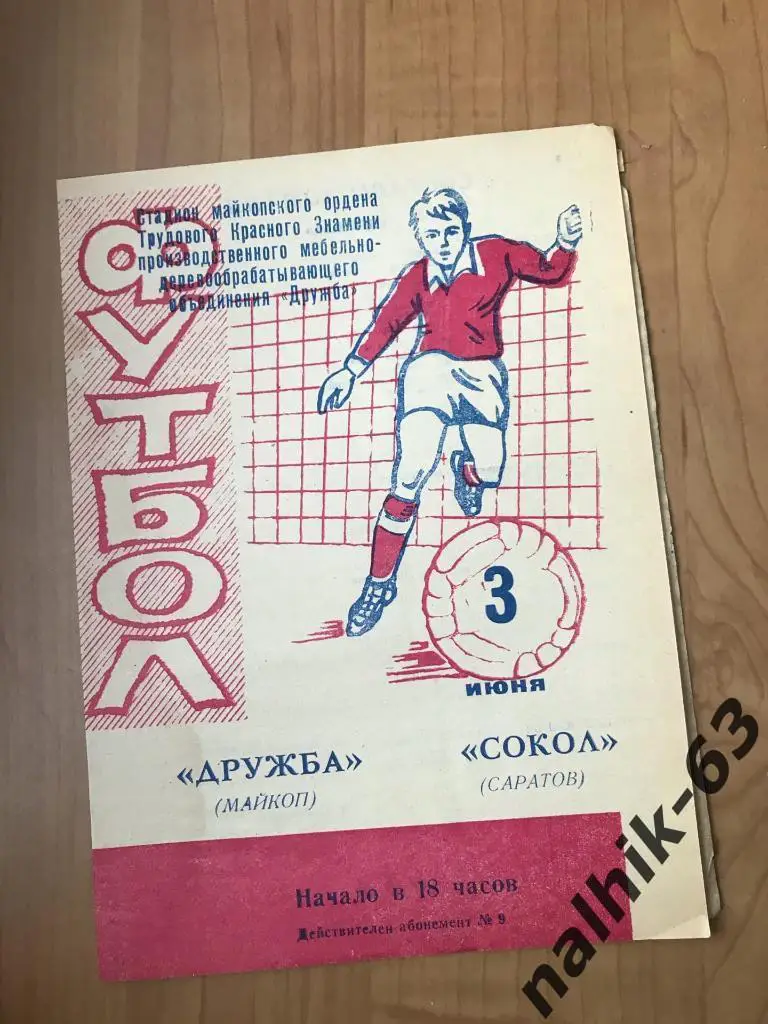 ФУТБОЛ
Стадион Майкопского ордена
Трудового Красного Знамени
производственного мебельно-
деревообрабатывающего
объединения «Дружба»
3
ИЮНЯ
«ДРУЖБА»
(МАЙКОП)
«СОКОЛ»
(САРАТОВ)
Начало в 18 часов
Действителен абонемент № 9
nalhik-63